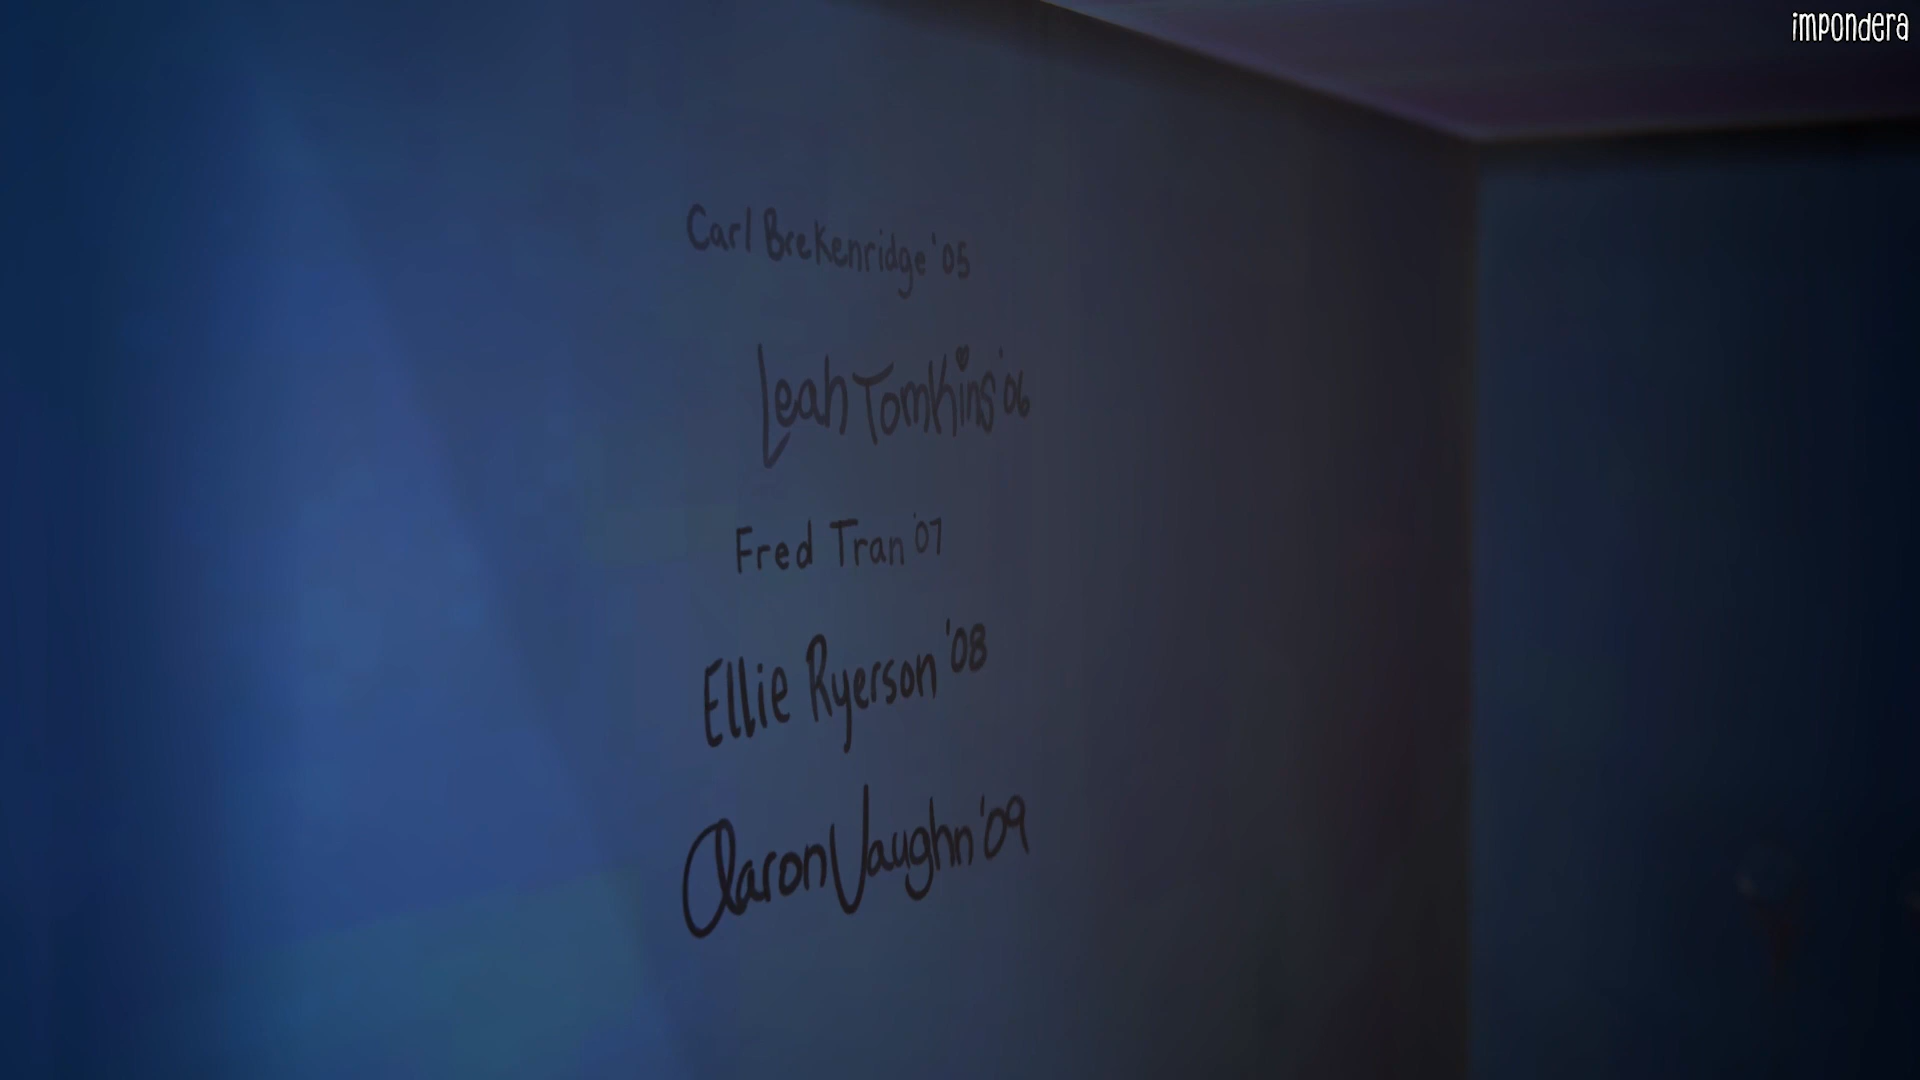 impondera
Carl Brekenridge '05
Leah Tomkins '06
Fred Tran '07
Ellie Ryerson '08
Aaron Vaughn '09